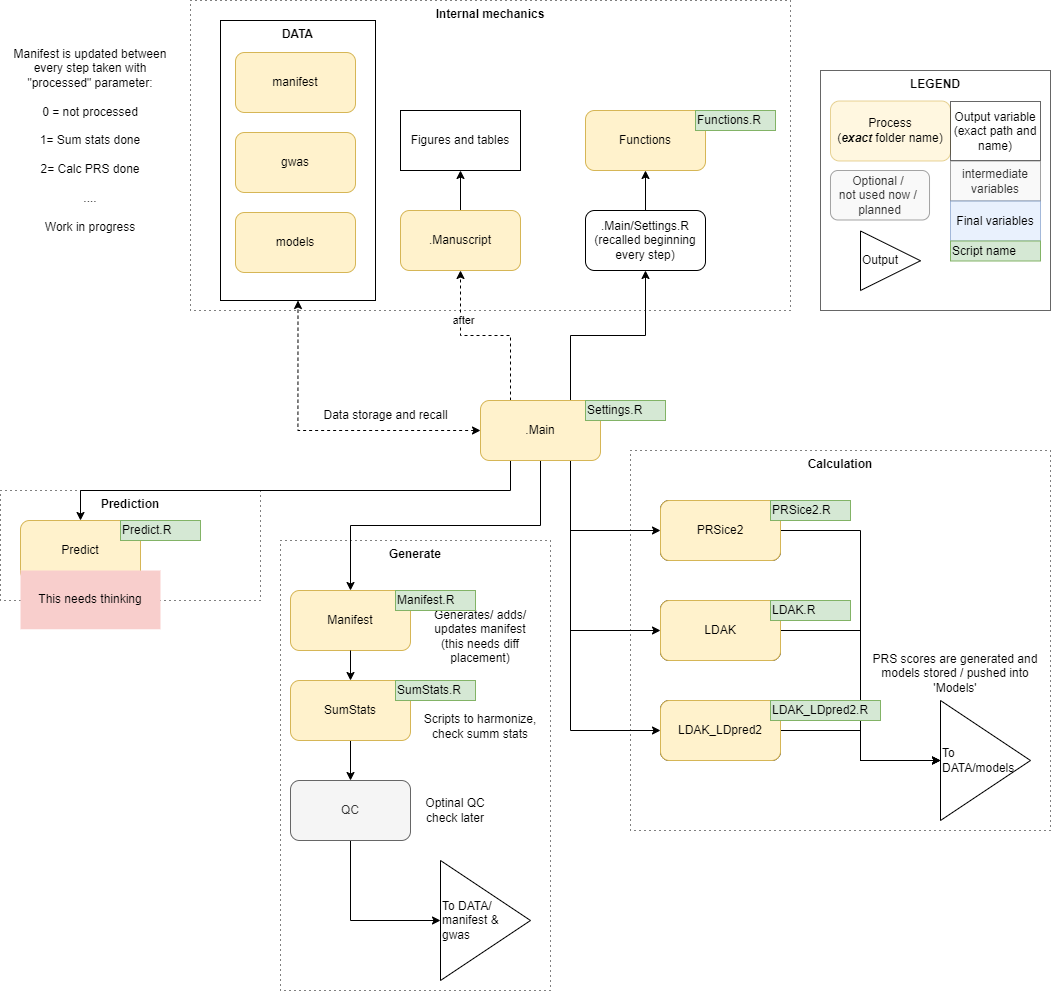 Internal mechanics
DATA
manifest
gwas
models
Manifest is updated between
every step taken with
"processed" parameter:
0 = not processed
1= Sum stats done
2= Calc PRS done
....
Work in progress
Figures and tables
.Manuscript
Functions.R
Functions
.Main/Settings.R
(recalled beginning
every step)
LEGEND
Process
(exact folder name)
Output variable
(exact path and
name)
Optional /
not used now /
planned
intermediate
variables
Final variables
Script name
Output
after
Data storage and recall
Settings.R
.Main
Prediction
Predict.R
Predict
This needs thinking
Generate
Manifest.R
Manifest
Generates/ adds/
updates manifest
(this needs diff
placement)
SumStats.R
SumStats
Scripts to harmonize,
check summ stats
QC
Optinal QC
check later
To DATA/
manifest &
gwas
Calculation
PRSice2.R
PRSice2
LDAK.R
LDAK
LDAK_LDpred2.R
LDAK_LDpred2
PRS scores are generated and
models stored / pushed into
'Models'
To
DATA/models